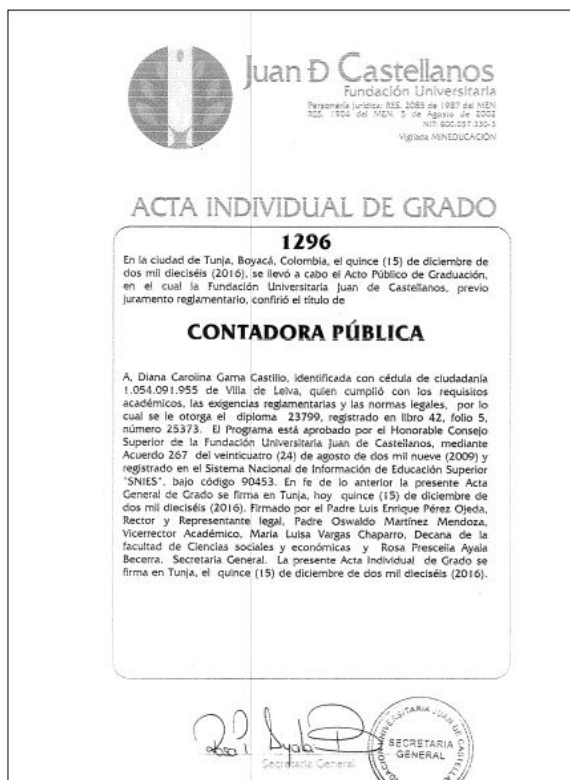 Juan D Castellanos
Fundación Universitaria
Personería Jurídica: RES. 2085 de 1987 del MEN
RES. 1904 del MEN, 5 de Agosto de 2002
Vigilada MINEDUCACIÓN
ACTA INDIVIDUAL DE GRADO
1296
En la ciudad de Tunja, Boyacá, Colombia, el quince (15) de diciembre de
dos mil dieciséis (2016), se llevó a cabo el Acto Público de Graduación,
en el cual la Fundación Universitaria Juan de Castellanos, previo
juramento reglamentario, confirió el título de
CONTADORA PÚBLICA
A, Diana Carolina Gama Castillo, identificada con cédula de ciudadanía
1.054.091.955 de Villa de Leiva, quien cumplió con los requisitos
académicos, las exigencias reglamentarias y las normas legales, por lo
cual se le otorga el diploma 23799, registrado en libro 42, folio 5,
número 25373. El Programa está aprobado por el Honorable Consejo
Superior de la Fundación Universitaria Juan de Castellanos, mediante
Acuerdo 267 del veinticuatro (24) de agosto de dos mil nueve (2009) y
registrado en el Sistema Nacional de Información de Educación Superior
"SNIES", bajo código 90453. En fe de lo anterior la presente Acta
General de Grado se firma en Tunja, hoy quince (15) de diciembre de
dos mil dieciséis (2016). Firmado por el Padre Luis Enrique Pérez Ojeda,
Rector y Representante legal, Padre Oswaldo Martínez Mendoza,
Vicerrector Académico, María Luisa Vargas Chaparro, Decana de la
facultad de Ciencias sociales y económicas y Rosa Prescelia Ayala
Becerra, Secretaria General. La presente Acta Individual de Grado se
firma en Tunja, el quince (15) de diciembre de dos mil dieciséis (2016).
Secretaría General
SECRETARIA
GENERAL